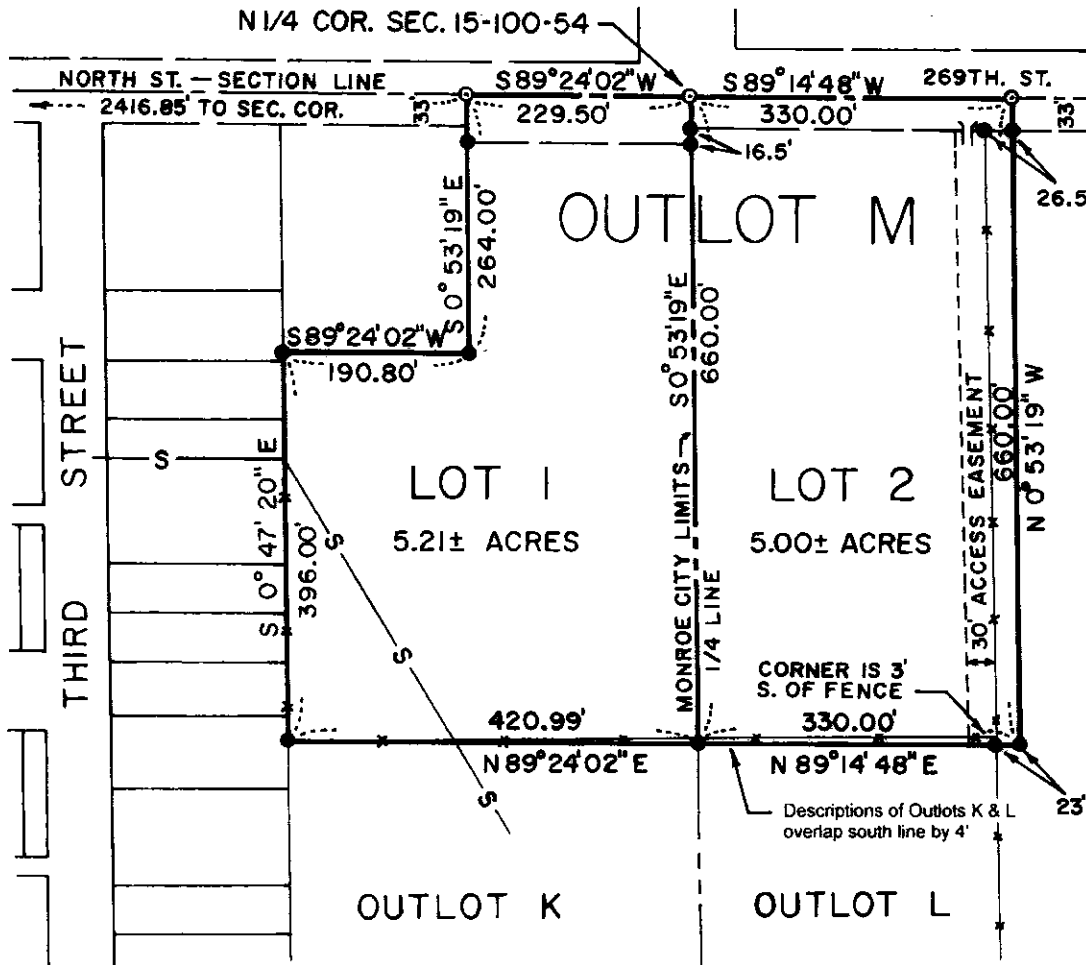 N 1/4 COR. SEC. 15-100-54
NORTH ST. — SECTION LINE
S 89° 24' 02" W
S 89° 14' 48" W
269TH. ST.
2416.85' TO SEC. COR.
33'
229.50'
330.00'
33'
16.5'
26.5
OUTLOT M
S 0° 53' 19" E
264.00'
S 89° 24' 02" W
190.80'
S 0° 53' 19" E
660.00'
N 0° 53' 19" W
660.00'
THIRD STREET
S
S 0° 47' 20" E
396.00'
LOT 1
5.21± ACRES
LOT 2
5.00± ACRES
S
S
S
MONROE CITY LIMITS
1/4 LINE
30' ACCESS EASEMENT
CORNER IS 3'
S. OF FENCE
420.99'
330.00'
N 89° 24' 02" E
N 89° 14' 48" E
23'
Descriptions of Outlots K & L
overlap south line by 4'
OUTLOT K
OUTLOT L